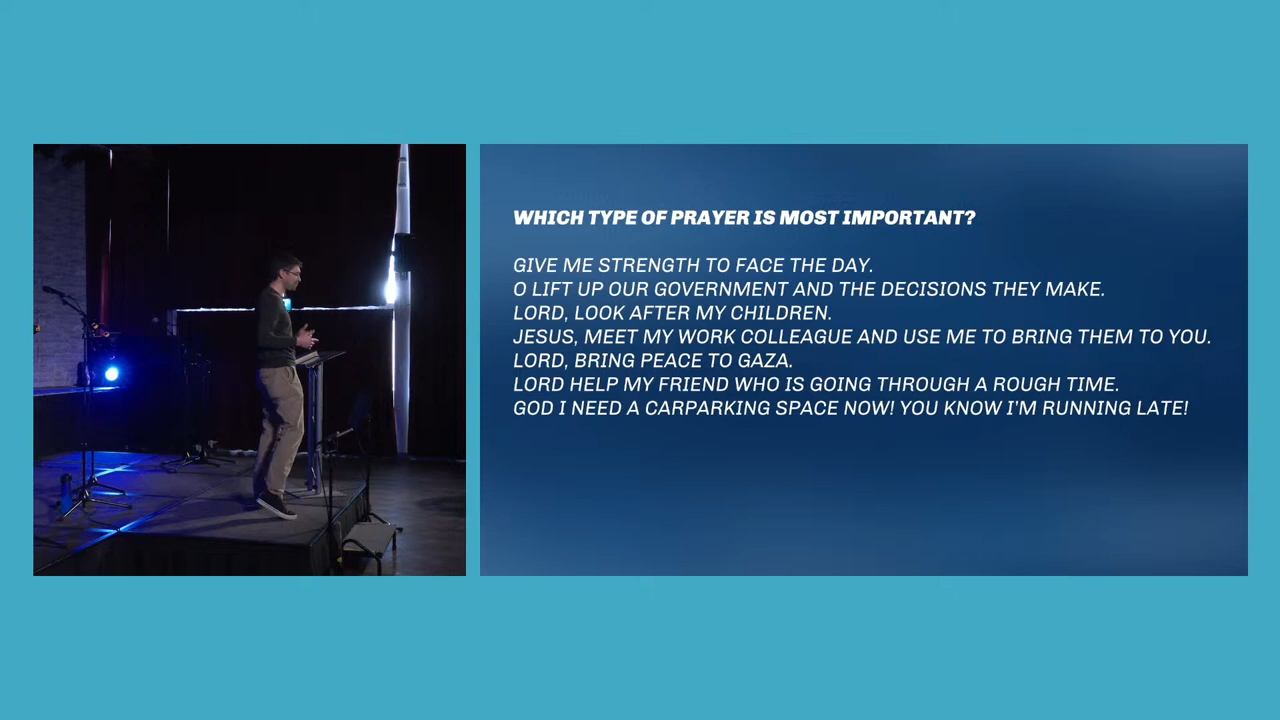 WHICH TYPE OF PRAYER IS MOST IMPORTANT?
GIVE ME STRENGTH TO FACE THE DAY.
O LIFT UP OUR GOVERNMENT AND THE DECISIONS THEY MAKE.
LORD, LOOK AFTER MY CHILDREN.
JESUS, MEET MY WORK COLLEAGUE AND USE ME TO BRING THEM TO YOU.
LORD, BRING PEACE TO GAZA.
LORD HELP MY FRIEND WHO IS GOING THROUGH A ROUGH TIME.
GOD I NEED A CARPARKING SPACE NOW! YOU KNOW I'M RUNNING LATE!